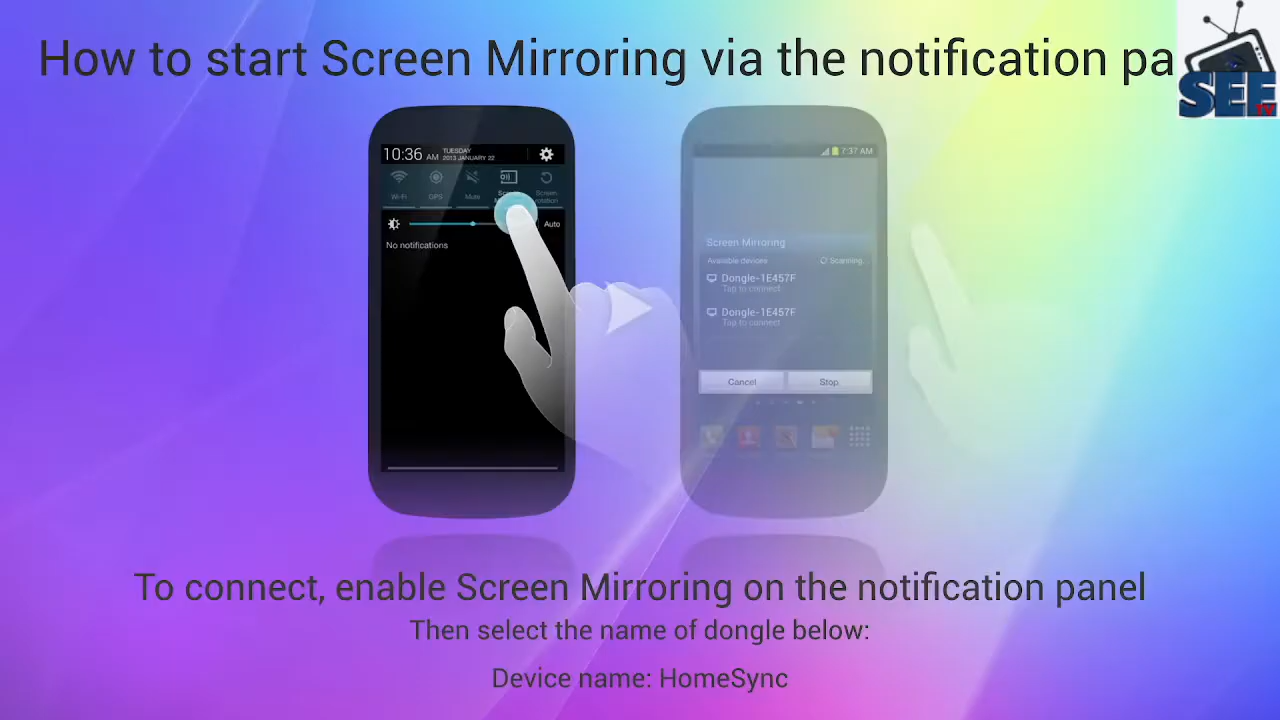 How to start Screen Mirroring via the notification pa
SEE
TV
10:36 AM
TUESDAY
2013 JANUARY 22
Wi-Fi
GPS
Mute
Screen
rotation
Auto
No notifications
7:37 AM
Screen Mirroring
Available devices
Scanning..
Dongle-1E457F
Tap to connect
Dongle-1E457F
Tap to connect
Cancel
Stop
To connect, enable Screen Mirroring on the notification panel
Then select the name of dongle below:
Device name: HomeSync